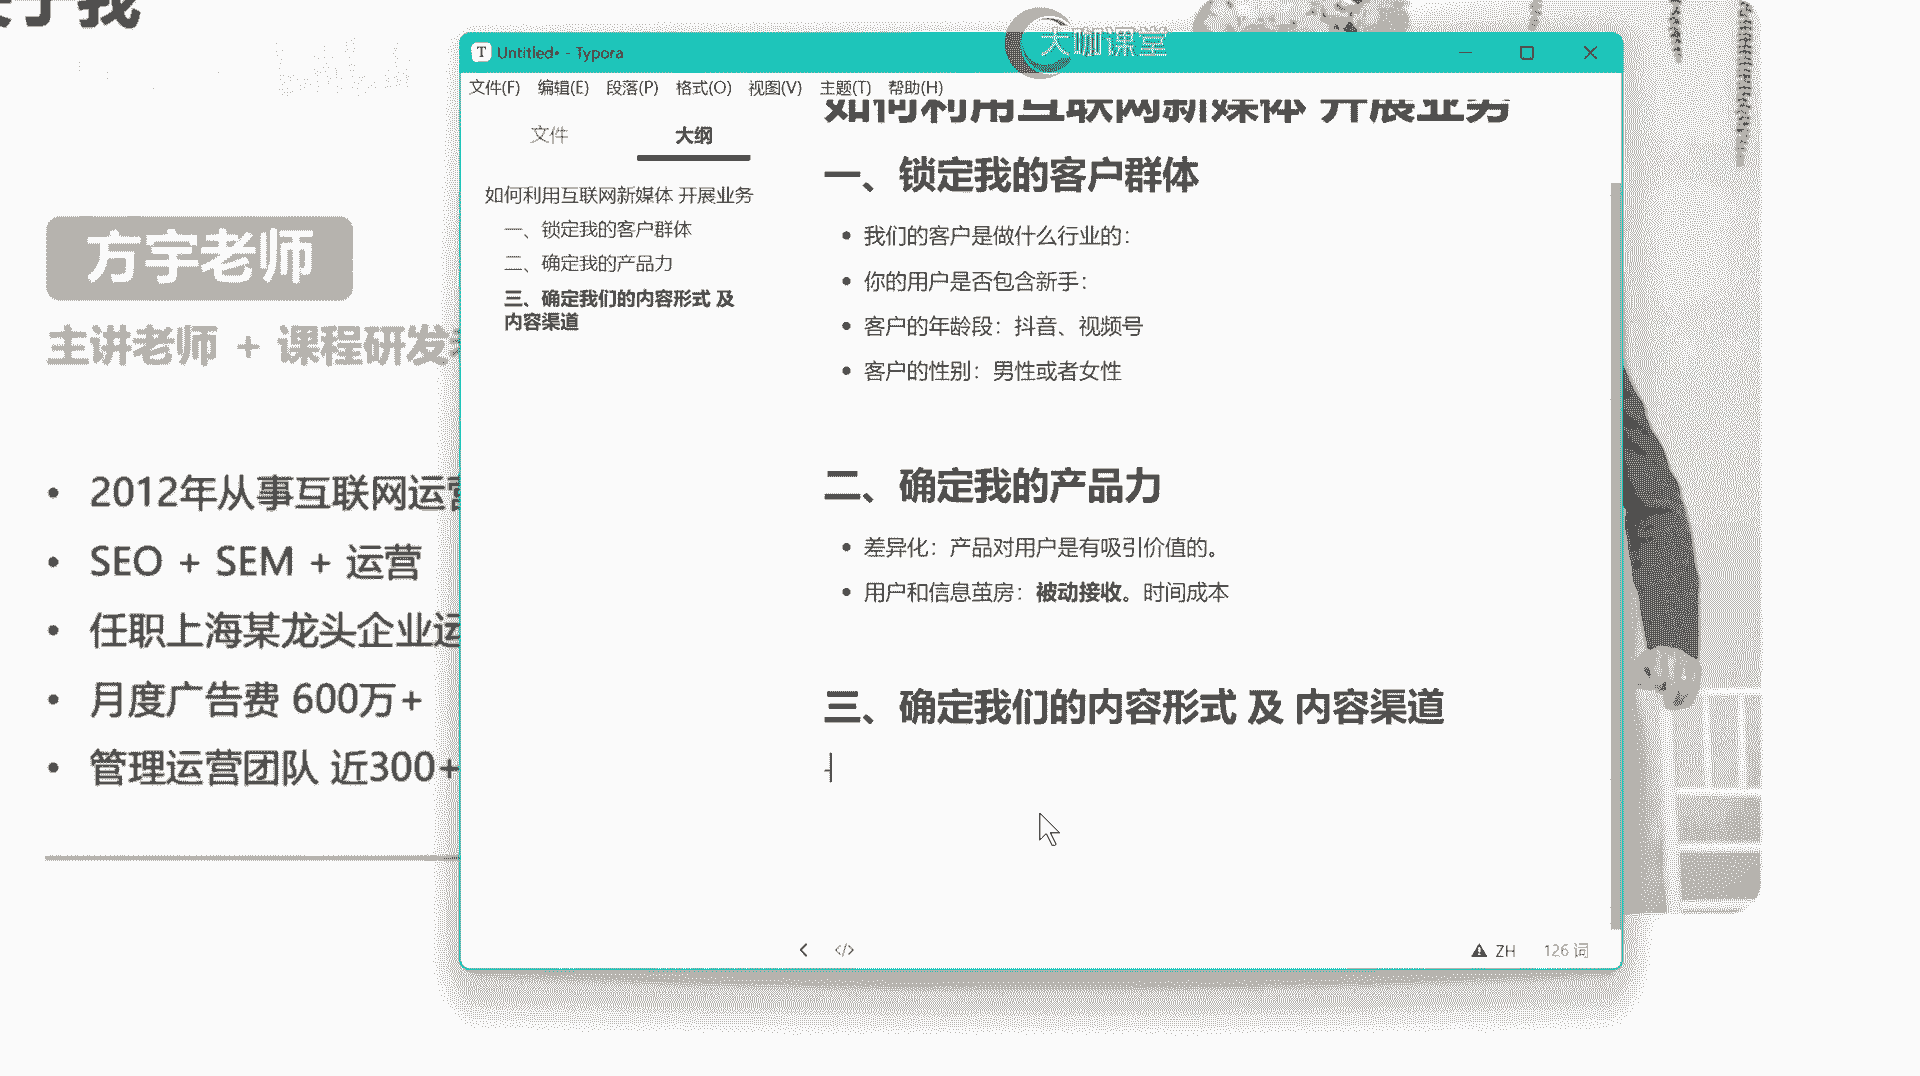 大咖课堂
Untitled• - Typora
文件(F) 编辑(E) 段落(P) 格式(O) 视图(V) 主题(T) 帮助(H)
文件 大纲
如何利用互联网新媒体 开展业务
一、锁定我的客户群体
二、确定我的产品力
三、确定我们的内容形式 及
内容渠道
如何利用互联网新媒体 开展业务
一、锁定我的客户群体
我们的客户是做什么行业的：
你的用户是否包含新手：
客户的年龄段：抖音、视频号
客户的性别：男性或者女性
二、确定我的产品力
差异化：产品对用户是有吸引价值的。
用户和信息茧房：被动接收。时间成本
三、确定我们的内容形式 及 内容渠道
-
ZH 126 词
于我
方宇老师
主讲老师 + 课程研发
2012年从事互联网运营
SEO + SEM + 运营
任职上海某龙头企业运
月度广告费 600万+
管理运营团队 近300+